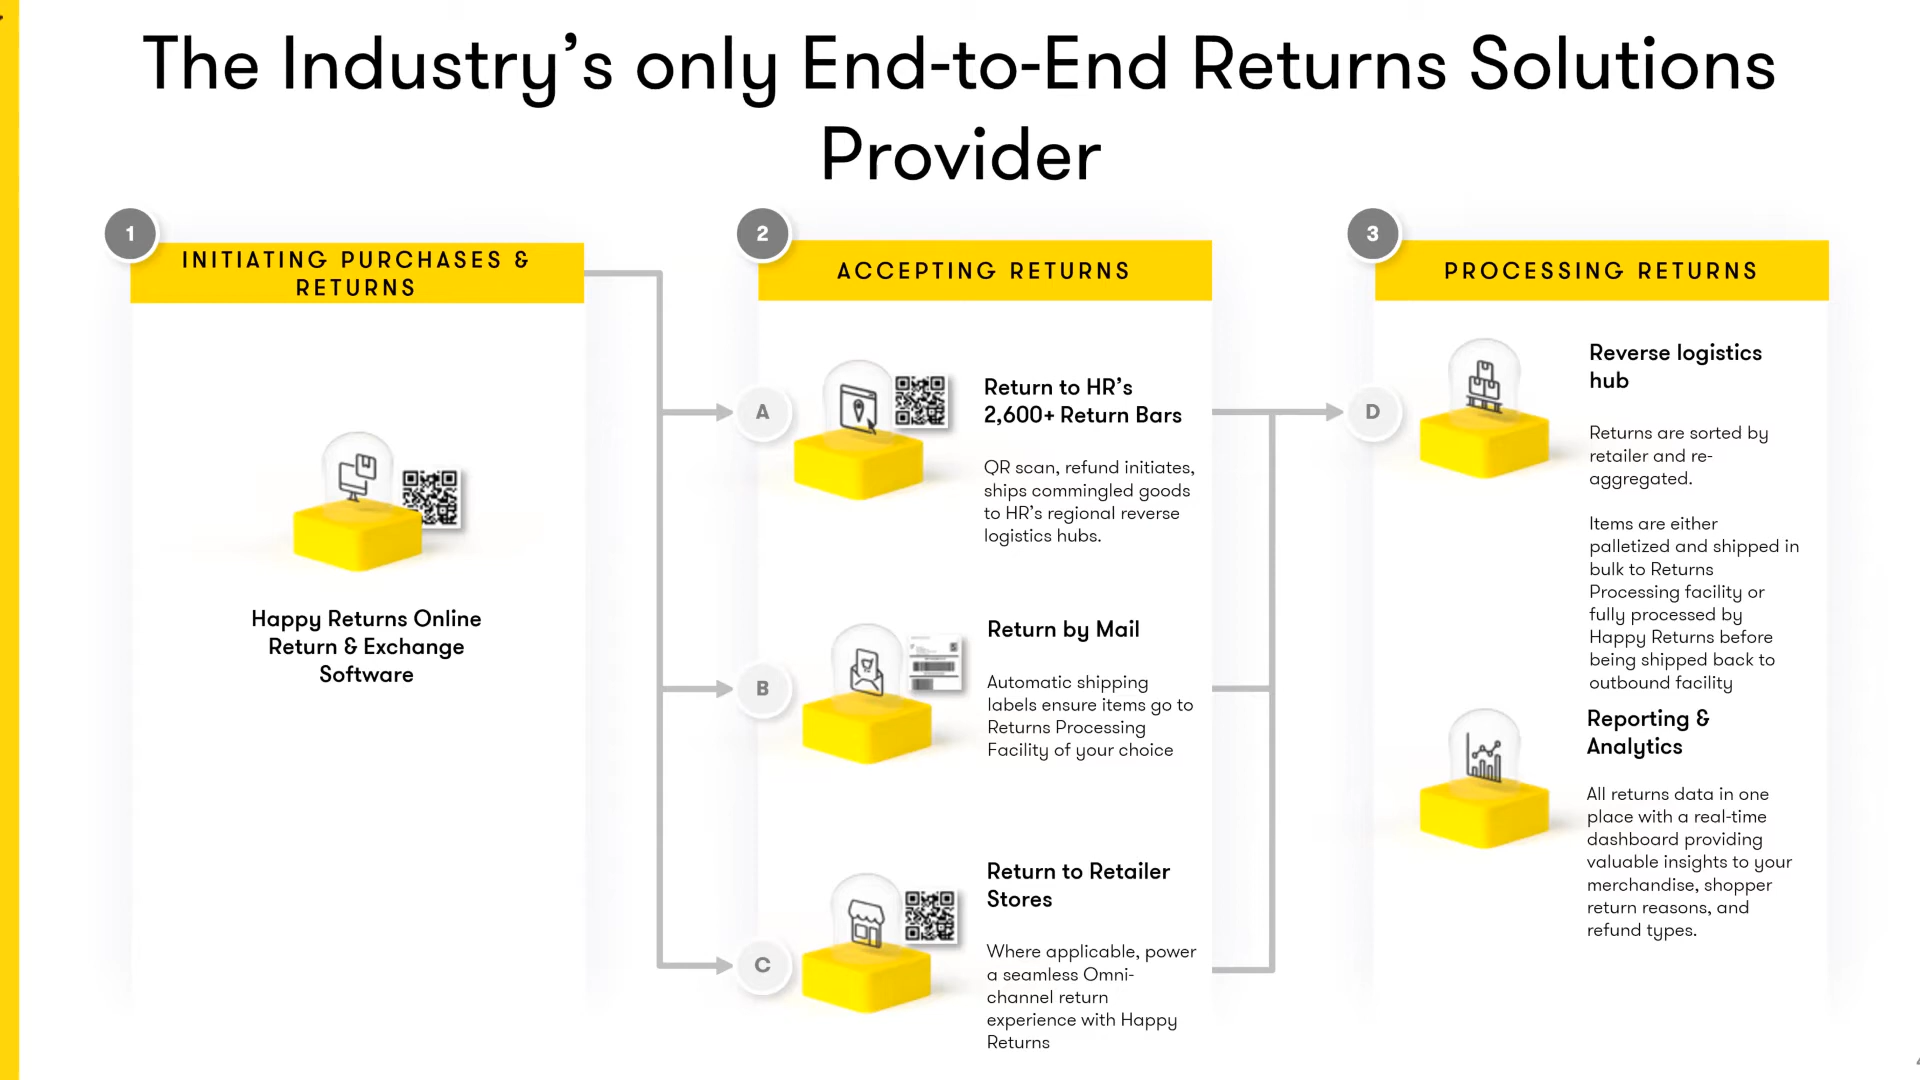 The Industry's only End-to-End Returns Solutions
Provider
1
INITIATING PURCHASES &
RETURNS
Happy Returns Online
Return & Exchange
Software
2
ACCEPTING RETURNS
A
Return to HR's
2,600+ Return Bars
QR scan, refund initiates,
ships commingled goods
to HR's regional reverse
logistics hubs.
B
Return by Mail
Automatic shipping
labels ensure items go to
Returns Processing
Facility of your choice
C
Return to Retailer
Stores
Where applicable, power
a seamless Omni-
channel return
experience with Happy
Returns
3
PROCESSING RETURNS
D
Reverse logistics
hub
Returns are sorted by
retailer and re-
aggregated.
Items are either
palletized and shipped in
bulk to Returns
Processing facility or
fully processed by
Happy Returns before
being shipped back to
outbound facility
Reporting &
Analytics
All returns data in one
place with a real-time
dashboard providing
valuable insights to your
merchandise, shopper
return reasons, and
refund types.